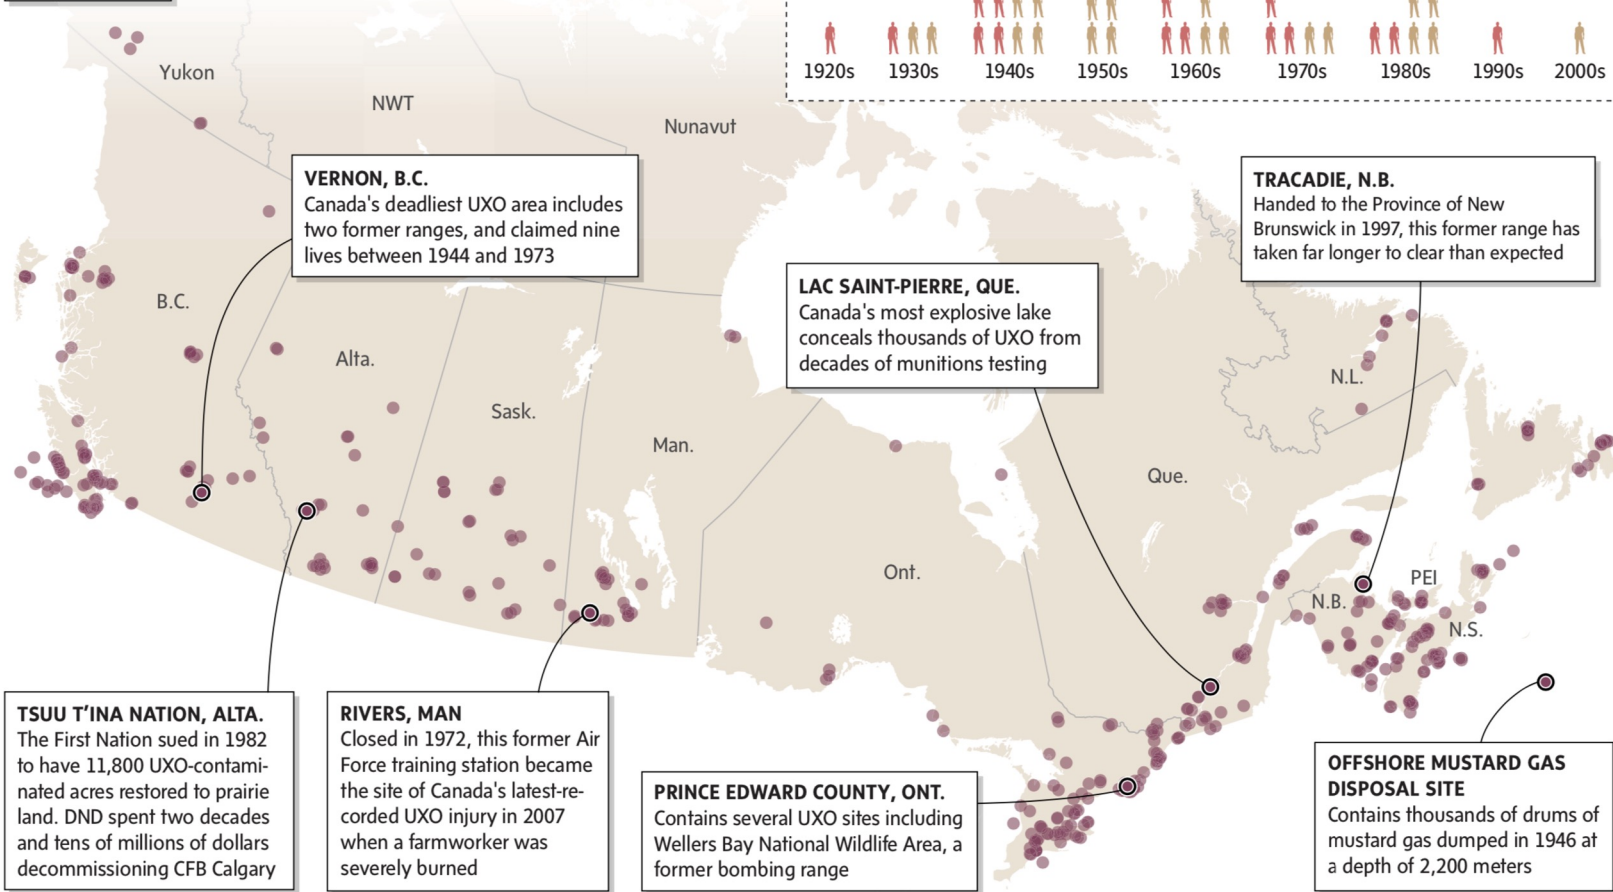 1920s 1930s 1940s 1950s 1960s 1970s 1980s 1990s 2000s
Yukon
NWT
Nunavut
VERNON, B.C.
Canada's deadliest UXO area includes
two former ranges, and claimed nine
lives between 1944 and 1973
TRACADIE, N.B.
Handed to the Province of New
Brunswick in 1997, this former range has
taken far longer to clear than expected
LAC SAINT-PIERRE, QUE.
Canada's most explosive lake
conceals thousands of UXO from
decades of munitions testing
B.C.
Alta.
Sask.
Man.
Ont.
Que.
N.L.
PEI
N.B.
N.S.
TSUU T'INA NATION, ALTA.
The First Nation sued in 1982
to have 11,800 UXO-contami-
nated acres restored to prairie
land. DND spent two decades
and tens of millions of dollars
decommissioning CFB Calgary
RIVERS, MAN
Closed in 1972, this former Air
Force training station became
the site of Canada's latest-re-
corded UXO injury in 2007
when a farmworker was
severely burned
PRINCE EDWARD COUNTY, ONT.
Contains several UXO sites including
Wellers Bay National Wildlife Area, a
former bombing range
OFFSHORE MUSTARD GAS
DISPOSAL SITE
Contains thousands of drums of
mustard gas dumped in 1946 at
a depth of 2,200 meters